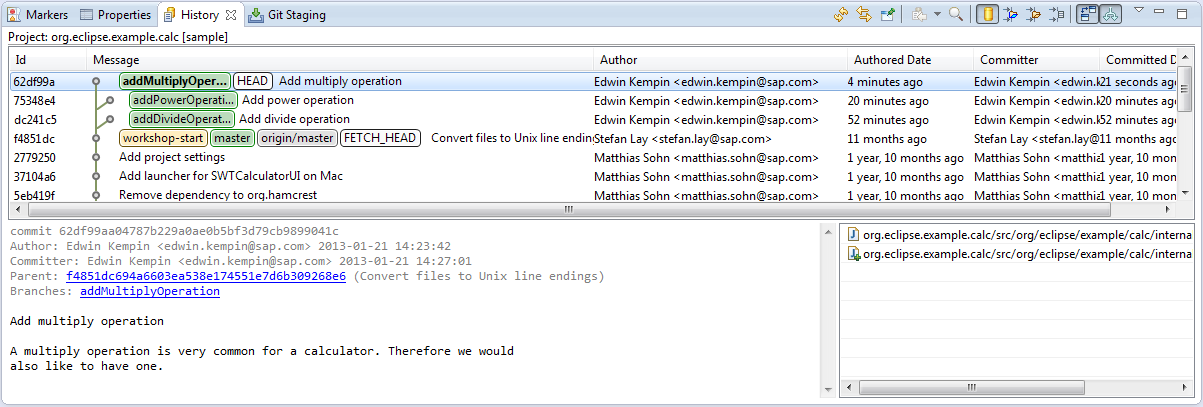 Markers Properties History Git Staging
Project: org.eclipse.example.calc [sample]
Id Message Author Authored Date Committer Committed D
62df99a addMultiplyOper... HEAD Add multiply operation Edwin Kempin <edwin.kempin@sap.com> 4 minutes ago Edwin Kempin <edwin.k 21 seconds ago
75348e4 addPowerOperati... Add power operation Edwin Kempin <edwin.kempin@sap.com> 20 minutes ago Edwin Kempin <edwin.k 20 minutes ago
dc241c5 addDivideOperat... Add divide operation Edwin Kempin <edwin.kempin@sap.com> 52 minutes ago Edwin Kempin <edwin.k 52 minutes ago
f4851dc workshop-start master origin/master FETCH_HEAD Convert files to Unix line endings Stefan Lay <stefan.lay@sap.com> 11 months ago Stefan Lay <stefan.lay@ 11 months ago
2779250 Add project settings Matthias Sohn <matthias.sohn@sap.com> 1 year, 10 months ago Matthias Sohn <matthi 1 year, 10 months ago
37104a6 Add launcher for SWTCalculatorUI on Mac Matthias Sohn <matthias.sohn@sap.com> 1 year, 10 months ago Matthias Sohn <matthi 1 year, 10 months ago
5eb419f Remove dependency to org.hamcrest Matthias Sohn <matthias.sohn@sap.com> 1 year, 10 months ago Matthias Sohn <matthi 1 year, 10 months ago
commit 62df99aa04787b229a0ae0b5bf3d79cb9899041c
Author: Edwin Kempin <edwin.kempin@sap.com> 2013-01-21 14:23:42
Committer: Edwin Kempin <edwin.kempin@sap.com> 2013-01-21 14:27:01
Parent: f4851dc694a6603ea538e174551e7d6b309268e6 (Convert files to Unix line endings)
Branches: addMultiplyOperation
Add multiply operation
A multiply operation is very common for a calculator. Therefore we would
also like to have one.
org.eclipse.example.calc/src/org/eclipse/example/calc/interna
org.eclipse.example.calc/src/org/eclipse/example/calc/interna